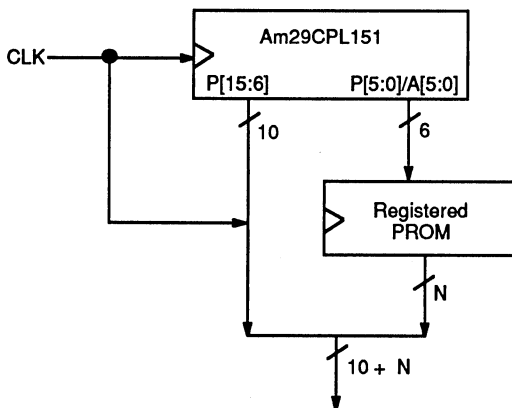 Am29CPL151
CLK
P[15:6] P[5:0]/A[5:0]
10
6
Registered
PROM
N
10 + N